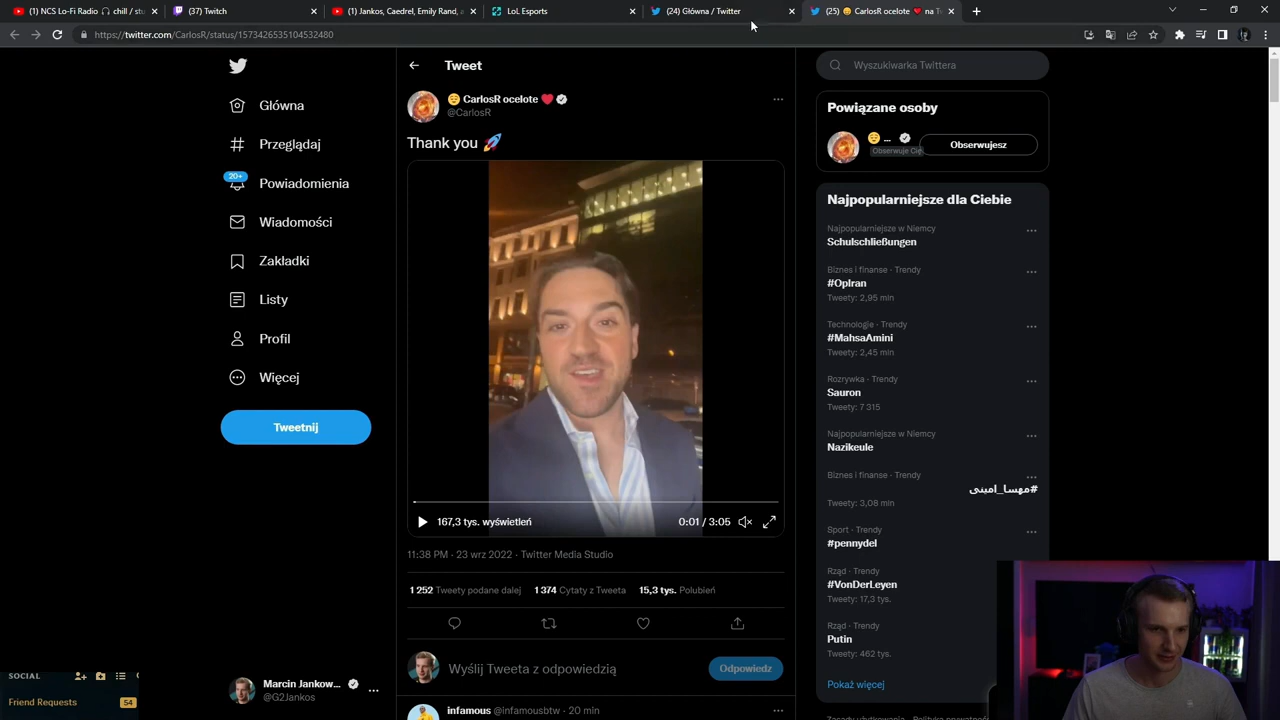 (1) NCS Lo-Fi Radio 🎧 chill / stu
(37) Twitch
(1) Jankos, Caedrel, Emily Rand, a
LoL Esports
(24) Główna / Twitter
(25) 😌 CarlosR ocelote ❤️ na T
https://twitter.com/CarlosR/status/1573426535104532480
Główna
Przeglądaj
20+
Powiadomienia
Wiadomości
Zakładki
Listy
Profil
Więcej
Tweetnij
Marcin Jankow...
@G2Jankos
SOCIAL
Friend Requests
54
Tweet
😌 CarlosR ocelote ❤️
@CarlosR
Thank you 🚀
167,3 tys. wyświetleń
0:01 / 3:05
11:38 PM · 23 wrz 2022 · Twitter Media Studio
1 252 Tweety podane dalej 1 374 Cytaty z Tweeta 15,3 tys. Polubień
Wyślij Tweeta z odpowiedzią
Odpowiedz
infamous @infamousbtw · 20 min
Wyszukiwarka Twittera
Powiązane osoby
😌 ...
Obserwuje Cię
Obserwujesz
Najpopularniejsze dla Ciebie
Najpopularniejsze w Niemcy
Schulschließungen
Biznes i finanse · Trendy
#OpIran
Tweety: 2,95 mln
Technologie · Trendy
#MahsaAmini
Tweety: 2,45 mln
Rozrywka · Trendy
Sauron
Tweety: 7 315
Najpopularniejsze w Niemcy
Nazikeule
Biznes i finanse · Trendy
#مهسا_امینی
Tweety: 3,08 mln
Sport · Trendy
#pennydel
Rząd · Trendy
#VonDerLeyen
Tweety: 17,3 tys.
Rząd · Trendy
Putin
Tweety: 462 tys.
Pokaż więcej